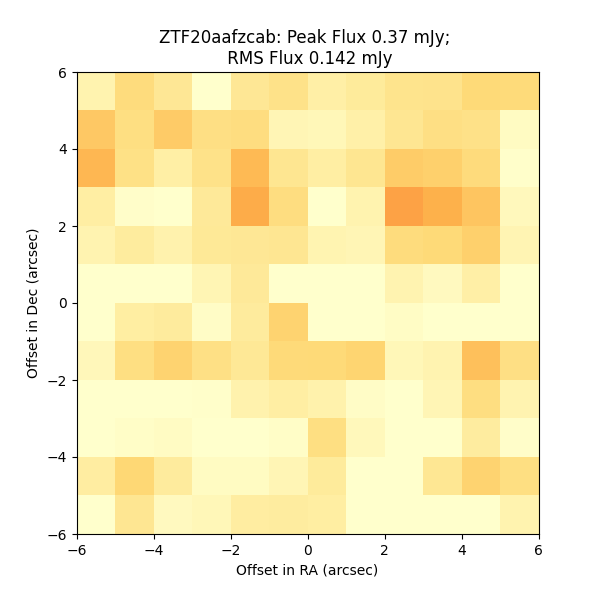 ZTF20aafzcab: Peak Flux 0.37 mJy;
RMS Flux 0.142 mJy
6
4
2
0
−2
−4
−6
Offset in Dec (arcsec)
−6 −4 −2 0 2 4 6
Offset in RA (arcsec)